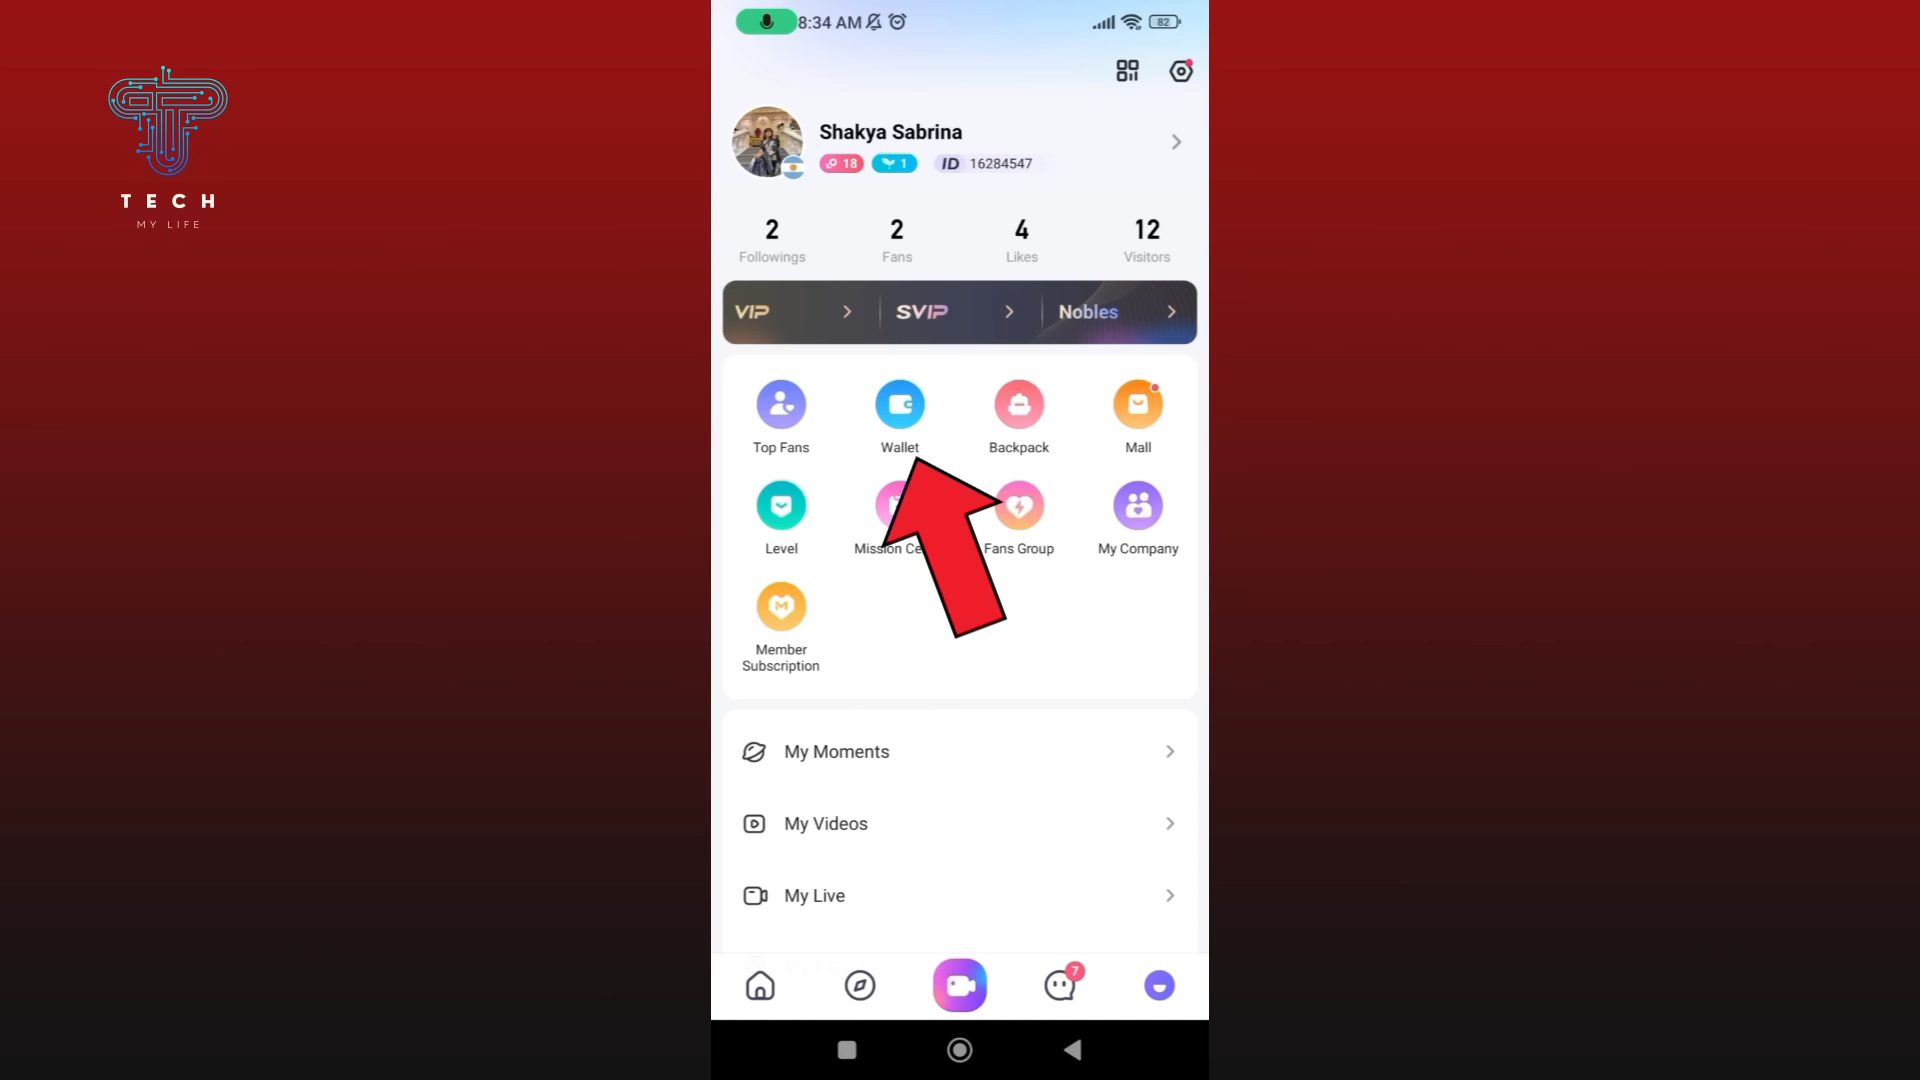 8:34 AM
82
TECH
MY LIFE
Shakya Sabrina
18
1
ID 16284547
2
2
4
12
Followings
Fans
Likes
Visitors
VIP
SVIP
Nobles
Top Fans
Wallet
Backpack
Mall
Level
Mission Ce
Fans Group
My Company
Member
Subscription
My Moments
My Videos
My Live
7